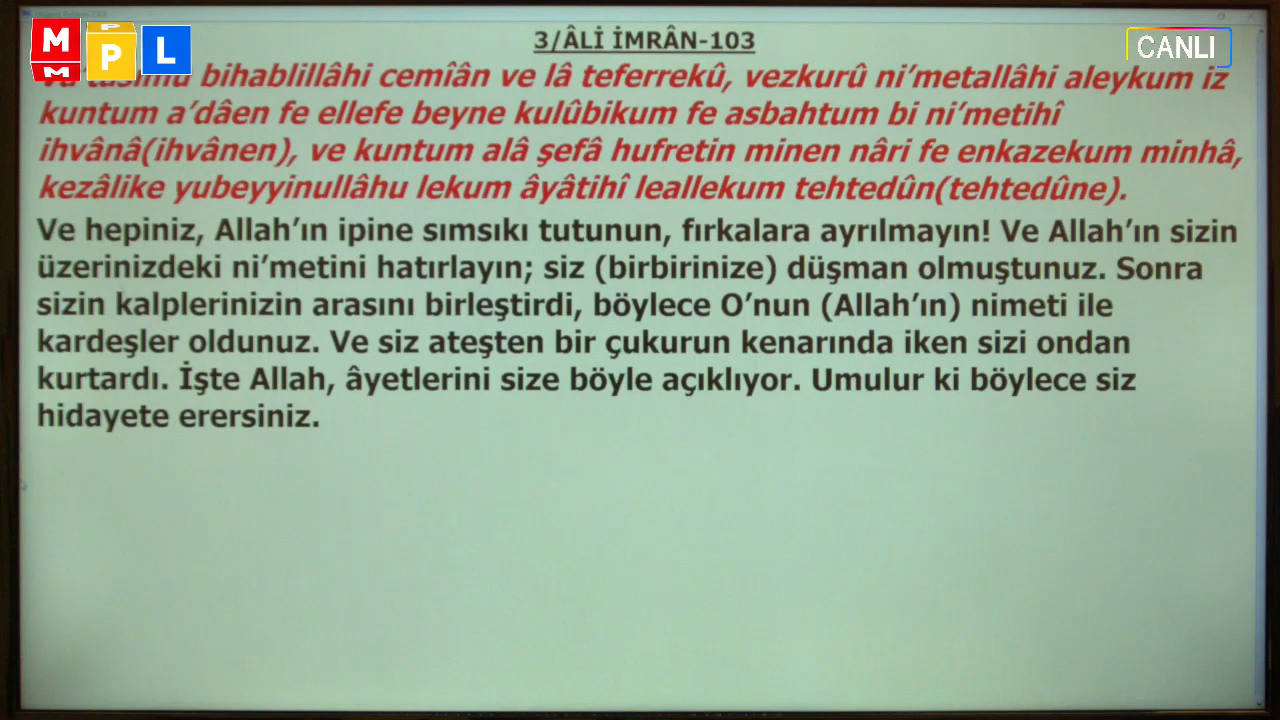 MPL
CANLI
3/ÂLİ İMRÂN-103
bihablillâhi cemîân ve lâ teferrekû, vezkurû ni’metallâhi aleykum iz
kuntum a’dâen fe ellefe beyne kulûbikum fe asbahtum bi ni’metihî
ihvânâ(ihvânen), ve kuntum alâ şefâ hufretin minen nâri fe enkazekum minhâ,
kezâlike yubeyyinullâhu lekum âyâtihî leallekum tehtedûn(tehtedûne).
Ve hepiniz, Allah’ın ipine sımsıkı tutunun, fırkalara ayrılmayın! Ve Allah’ın sizin
üzerinizdeki ni’metini hatırlayın; siz (birbirinize) düşman olmuştunuz. Sonra
sizin kalplerinizin arasını birleştirdi, böylece O’nun (Allah’ın) nimeti ile
kardeşler oldunuz. Ve siz ateşten bir çukurun kenarında iken sizi ondan
kurtardı. İşte Allah, âyetlerini size böyle açıklıyor. Umulur ki böylece siz
hidayete erersiniz.